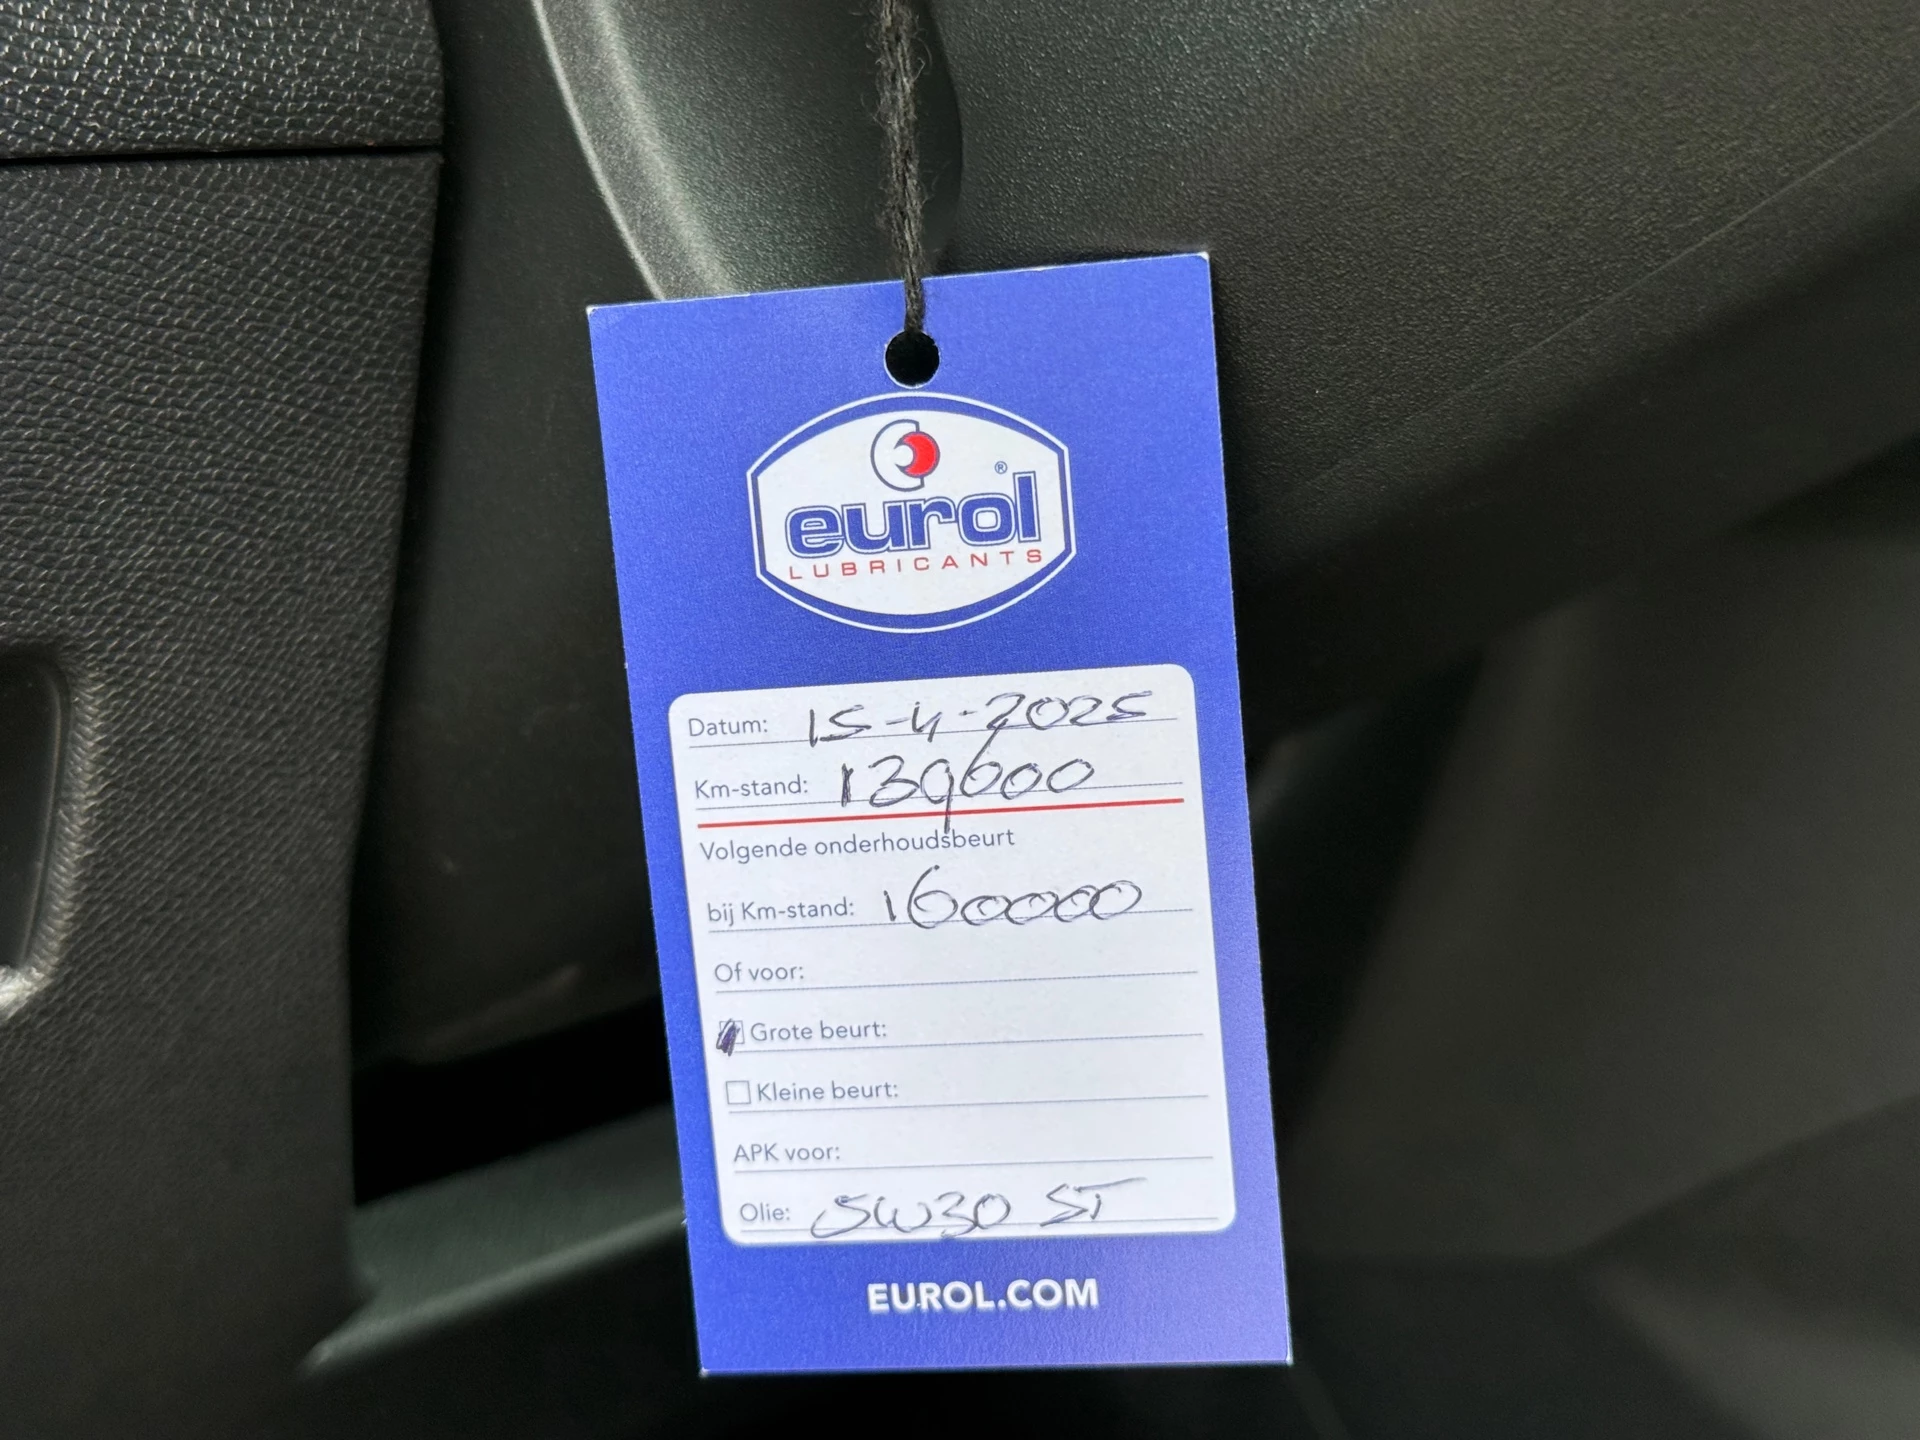 eurol®
LUBRICANTS
Datum: 15-4-2025
Km-stand: 139600
Volgende onderhoudsbeurt
bij Km-stand: 160000
Of voor:
Grote beurt:
Kleine beurt:
APK voor:
Olie: 5W30 ST
EUROL.COM